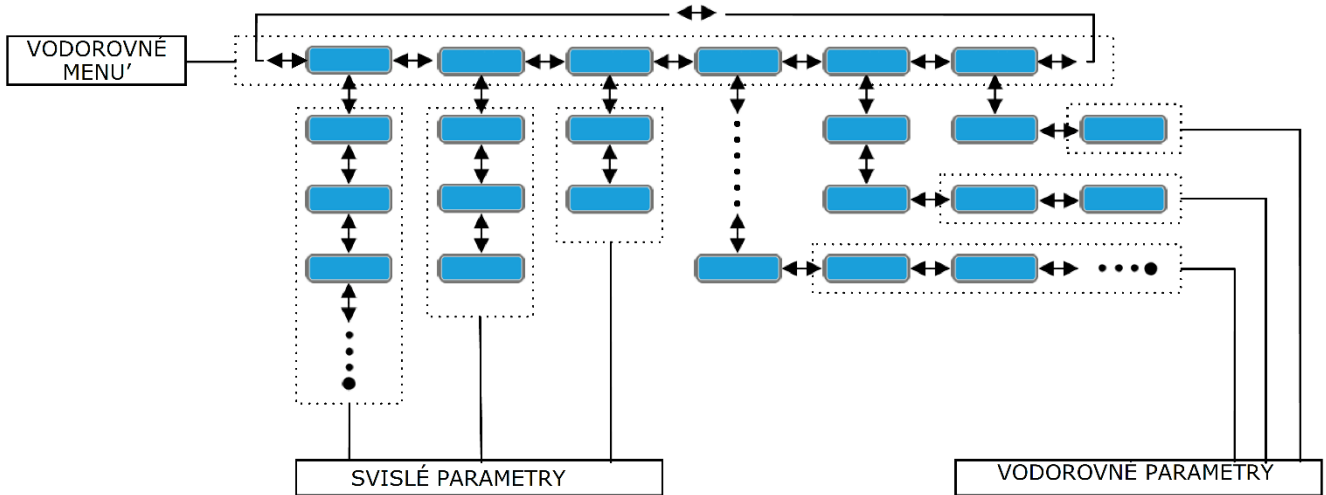 VODOROVNÉ
MENU’
SVISLÉ PARAMETRY
VODOROVNÉ PARAMETRY